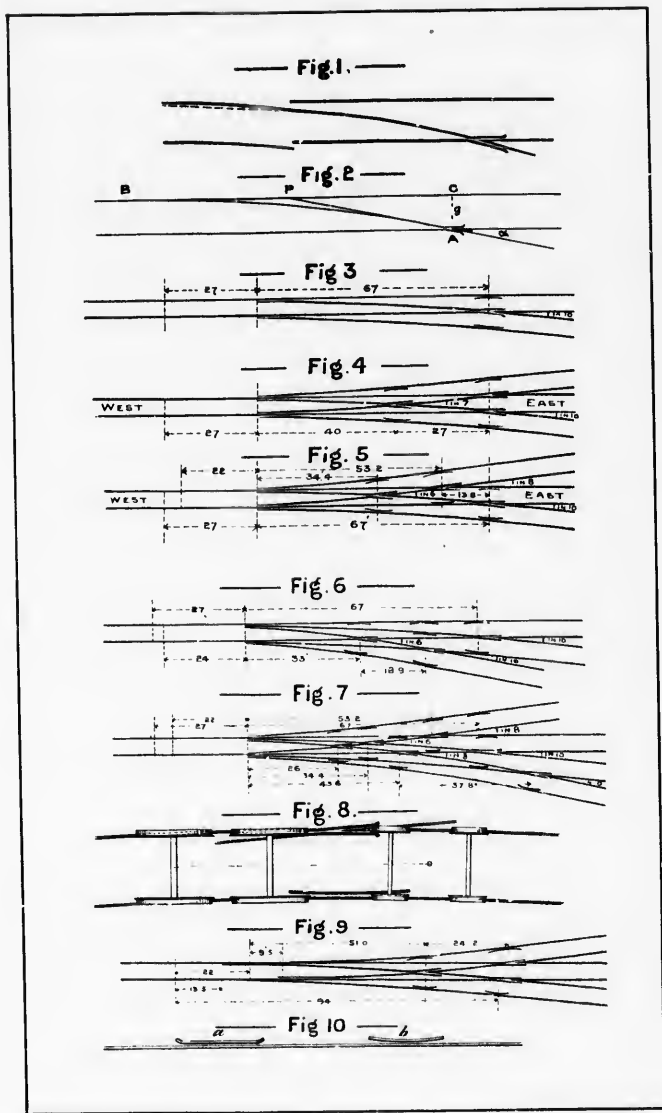 Fig.1.
Fig.2
B P C
g
A α
Fig 3
27 67
1 IN 10
Fig. 4
WEST 1 IN 7 EAST
1 IN 10
27 40 27
Fig. 5
22 53.2
34.4
1 IN 8
WEST 1 IN 6 13.8 EAST
1 IN 10
27 67
Fig. 6
27 67
1 IN 6 1 IN 10
24 33 1 IN 10
18.9
Fig. 7
22 53.2
27 67
1 IN 8
1 IN 6
1 IN 10
26
34.4
43.6 37.8
Fig. 8.
Fig. 9
51.0 24.2
9.5
22
13.5
94
Fig 10
a b